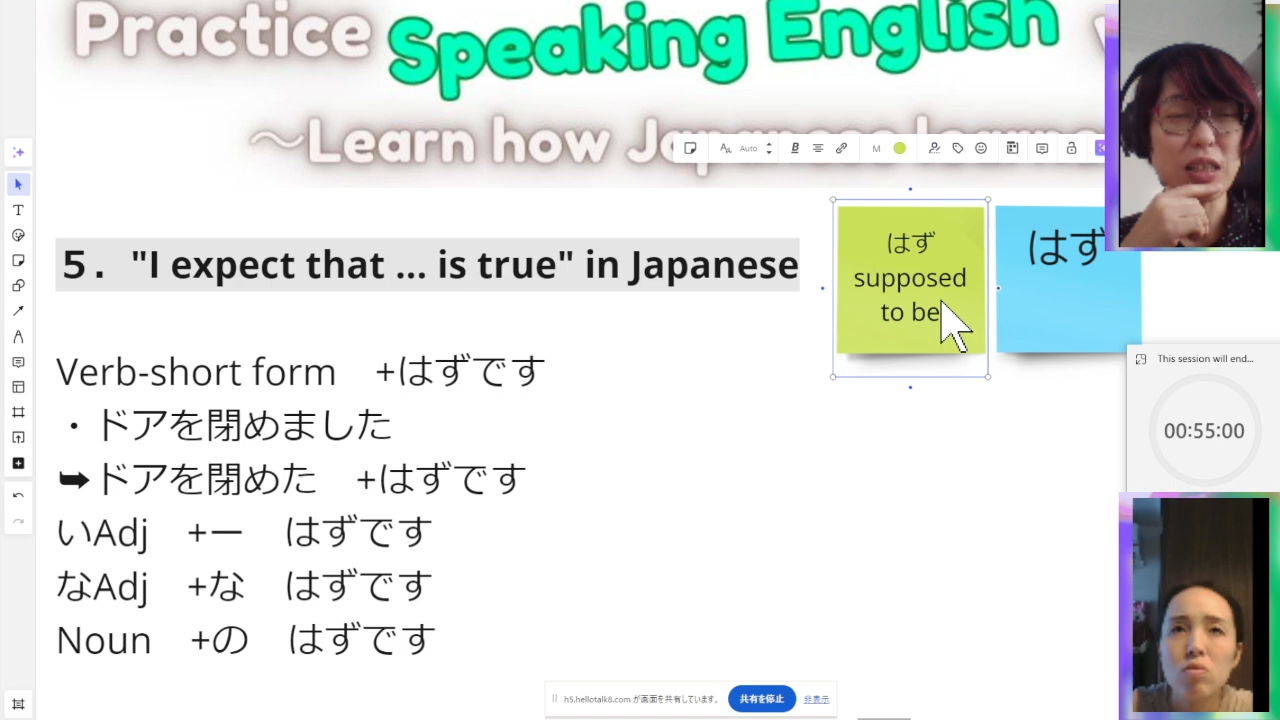 Practice Speaking English
～Learn how Japanese learne
Auto
B
M
５． "I expect that ... is true" in Japanese
はず
supposed
to be
はず
This session will end...
00:55:00
Verb-short form　+はずです
・ドアを閉めました
➥ドアを閉めた　+はずです
いAdj　+ー　はずです
なAdj　+な　はずです
Noun　+の　はずです
h5.hellotalk8.com が画面を共有しています。
共有を停止
非表示